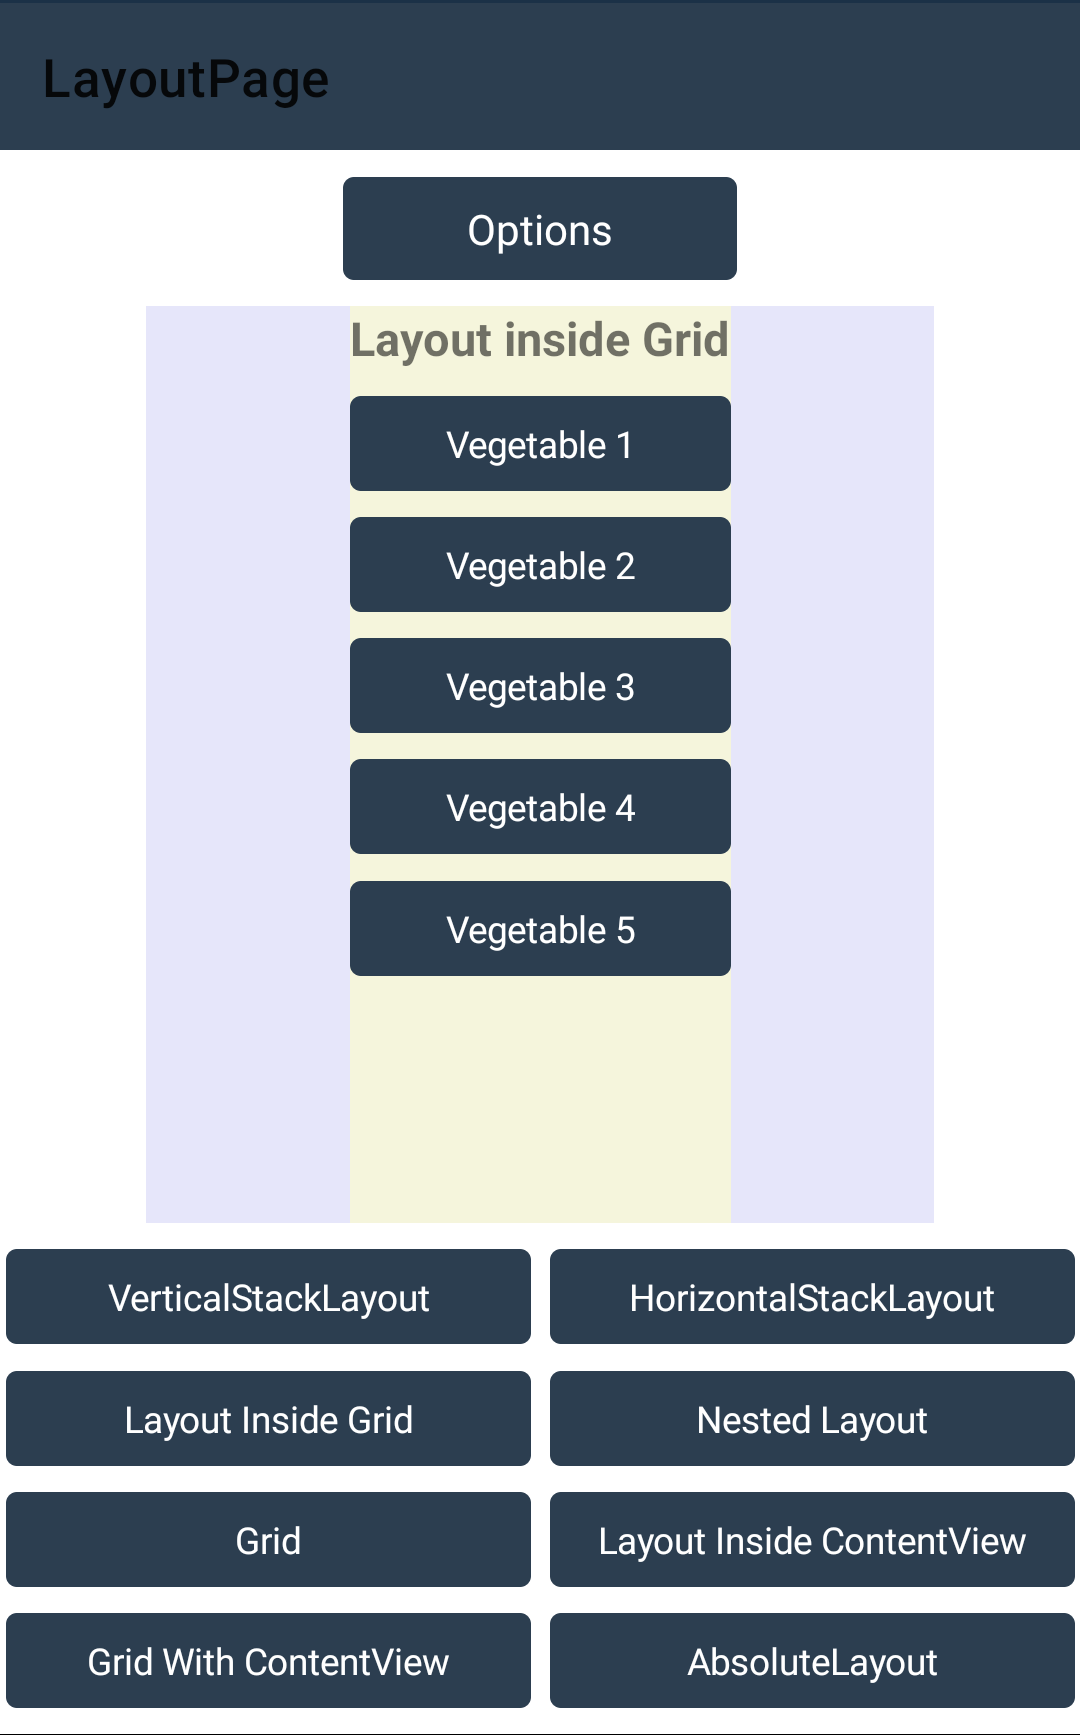 LayoutPage
Options
Layout inside Grid
Vegetable 1
Vegetable 2
Vegetable 3
Vegetable 4
Vegetable 5
VerticalStackLayout
HorizontalStackLayout
Layout Inside Grid
Nested Layout
Grid
Layout Inside ContentView
Grid With ContentView
AbsoluteLayout